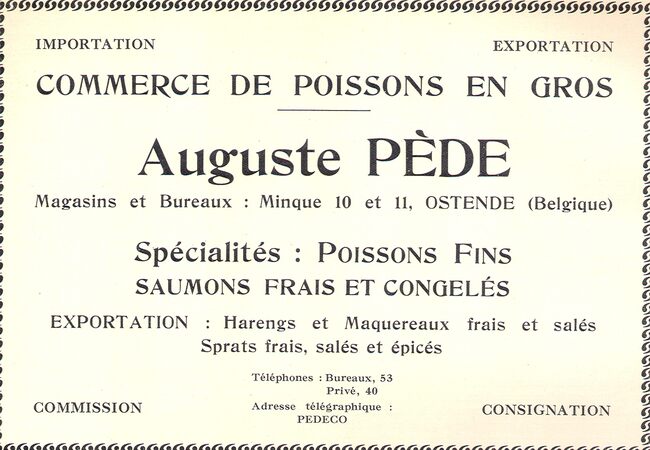 IMPORTATION EXPORTATION
COMMERCE DE POISSONS EN GROS
Auguste PÈDE
Magasins et Bureaux : Minque 10 et 11, OSTENDE (Belgique)
Spécialités : POISSONS FINS
SAUMONS FRAIS ET CONGELÉS
EXPORTATION : Harengs et Maquereaux frais et salés
Sprats frais, salés et épicés
Téléphones : Bureaux, 53
Privé, 40
COMMISSION Adresse télégraphique : CONSIGNATION
PEDECO